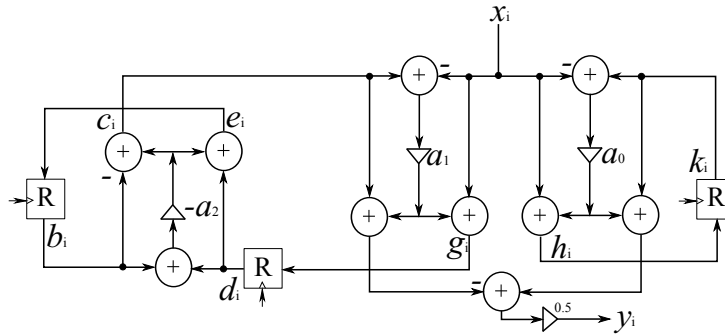 xᵢ
+
-
-
+
cᵢ
eᵢ
a₁
a₀
kᵢ
+
-
+
R
R
-a₂
bᵢ
+
+
+
+
gᵢ
hᵢ
+
dᵢ
R
-
+
0.5
yᵢ